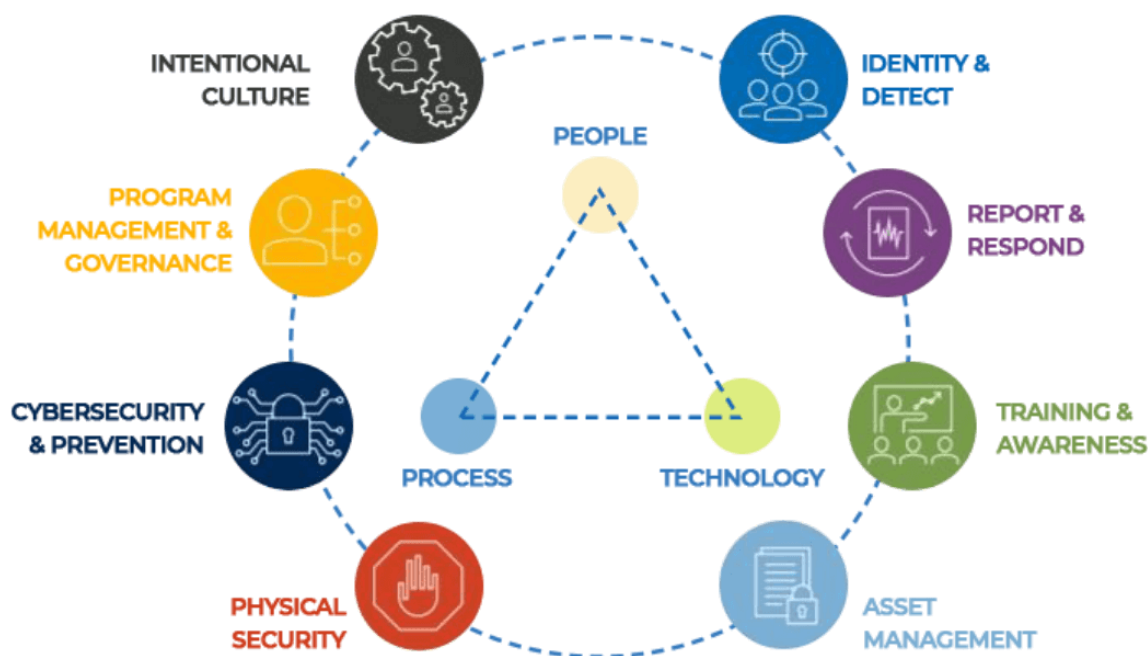 INTENTIONAL
CULTURE
IDENTITY &
DETECT
PEOPLE
PROGRAM
MANAGEMENT &
GOVERNANCE
REPORT &
RESPOND
CYBERSECURITY
& PREVENTION
TRAINING &
AWARENESS
PROCESS
TECHNOLOGY
PHYSICAL
SECURITY
ASSET
MANAGEMENT